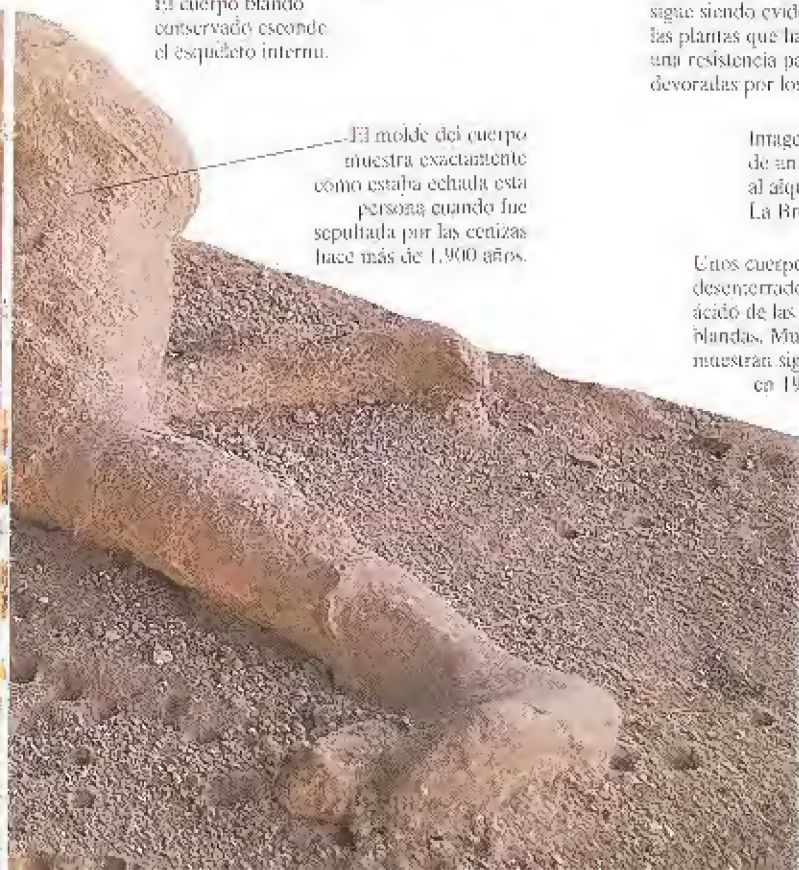 El cuerpo blando
conservado esconde
el esqueleto interno.
El molde del cuerpo
muestra exactamente
como estaba echada esta
persona cuando fue
sepultada por las cenizas
hace más de 1.900 años.
sigue siendo evid
las plantas que ha
una resistencia pa
devoradas por los
Image
de un
al alqu
La Br
Unos cuerpo
desenterrado
ácido de las
blandas. Mu
muestran sig
en 19